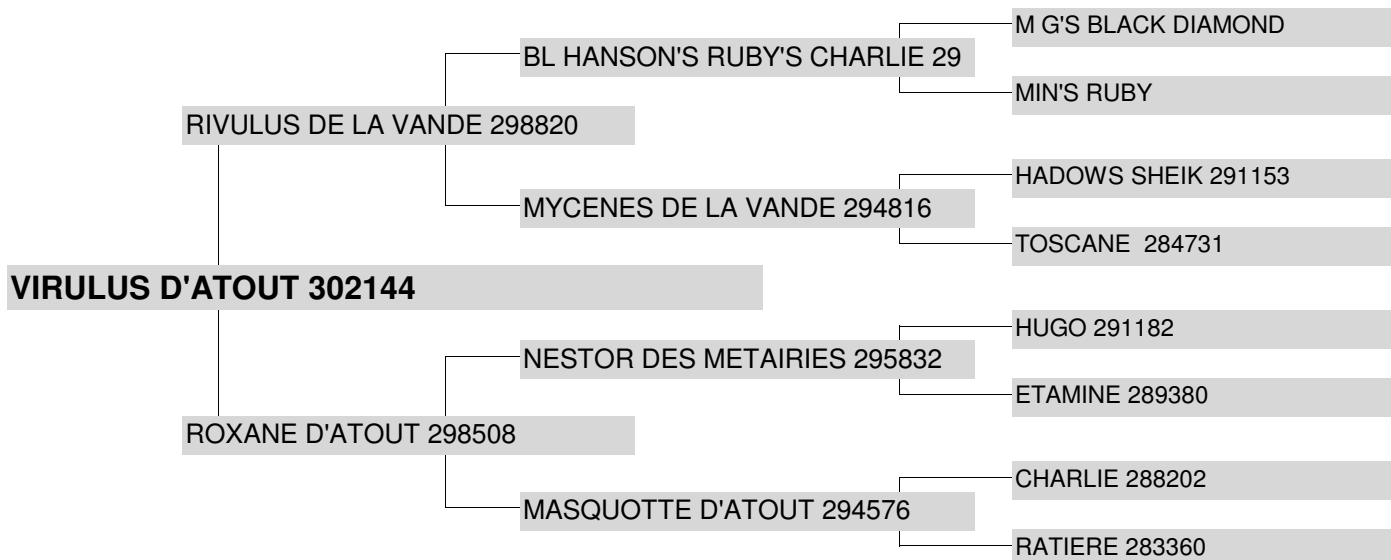 M G'S BLACK DIAMOND
BL HANSON'S RUBY'S CHARLIE 29
MIN'S RUBY
RIVULUS DE LA VANDE 298820
HADOWS SHEIK 291153
MYCENES DE LA VANDE 294816
TOSCANE 284731
VIRULUS D'ATOUT 302144
HUGO 291182
NESTOR DES METAIRIES 295832
ETAMINE 289380
ROXANE D'ATOUT 298508
CHARLIE 288202
MASQUOTTE D'ATOUT 294576
RATIERE 283360